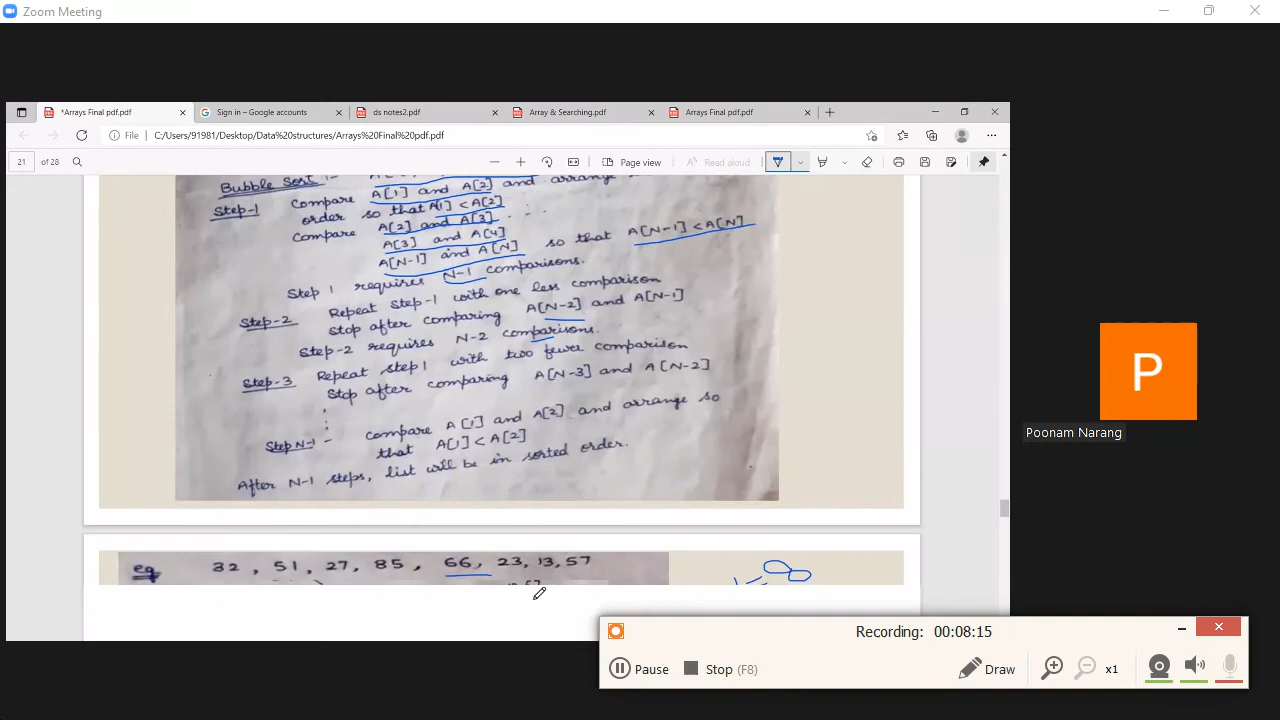 Zoom Meeting
*Arrays Final pdf.pdf
Sign in – Google accounts
ds notes2.pdf
Array & Searching.pdf
Arrays Final pdf.pdf
File
C:/Users/91981/Desktop/Data%20structures/Arrays%20Final%20pdf.pdf
21 of 28
Page view
Read aloud
Bubble Sort :-
Step-1 Compare A[1] and A[2] and arrange
order so that A[1] < A[2]
Compare A[2] and A[3]
A[3] and A[4]
A[N-1] and A[N] so that A[N-1] < A[N]
Step 1 requires N-1 comparisons.
Step-2 Repeat Step-1 with one less comparison
Stop after comparing A[N-2] and A[N-1]
Step-2 requires N-2 comparisons.
Step-3 Repeat step1 with two fewer comparison
Stop after comparing A[N-3] and A[N-2]
Step N-1 - compare A[1] and A[2] and arrange so
that A[1] < A[2]
After N-1 steps, list will be in sorted order.
eg 32, 51, 27, 85, 66, 23, 13, 57
P
Poonam Narang
Recording: 00:08:15
Pause
Stop (F8)
Draw
x1